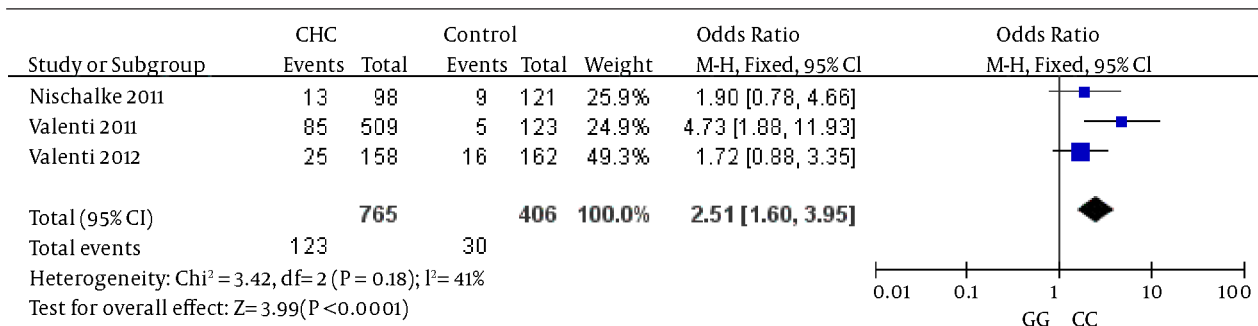 CHC Control Odds Ratio Odds Ratio
Study or Subgroup Events Total Events Total Weight M-H, Fixed, 95% CI M-H, Fixed, 95% CI
Nischalke 2011 13 98 9 121 25.9% 1.90 [0.78, 4.66]
Valenti 2011 85 509 5 123 24.9% 4.73 [1.88, 11.93]
Valenti 2012 25 158 16 162 49.3% 1.72 [0.88, 3.35]
Total (95% CI) 765 406 100.0% 2.51 [1.60, 3.95]
Total events 123 30
Heterogeneity: Chi² = 3.42, df= 2 (P = 0.18); I²= 41%
Test for overall effect: Z= 3.99(P <0.0001)
0.01 0.1 1 10 100
GG CC